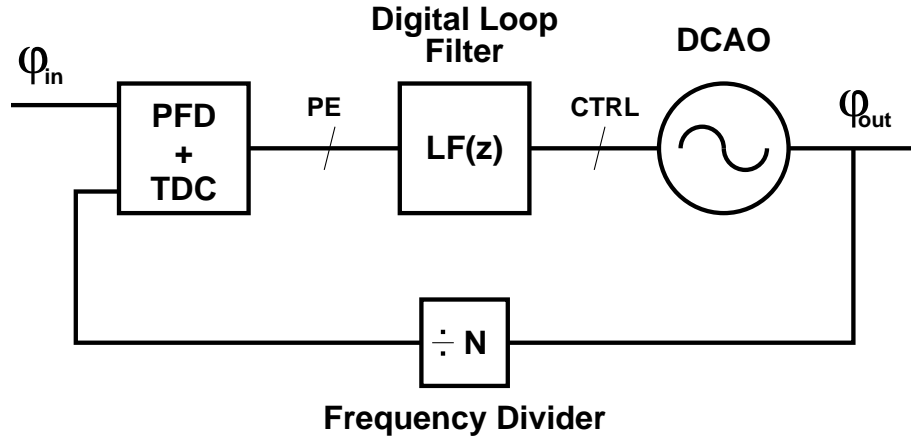 Digital Loop
Filter
DCAO
φin
PFD
+
TDC
PE
LF(z)
CTRL
φout
÷ N
Frequency Divider